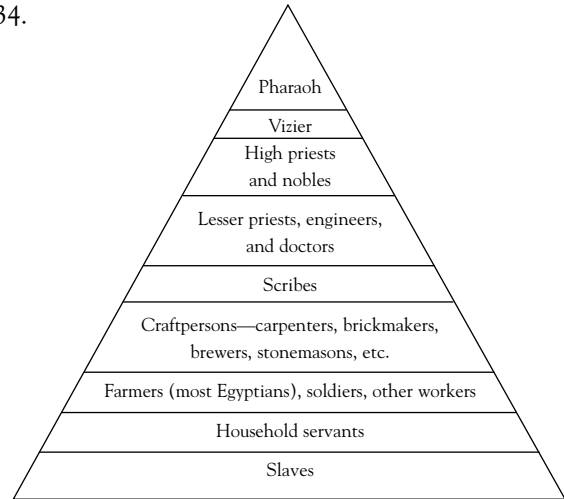 34.
Pharaoh
Vizier
High priests
and nobles
Lesser priests, engineers,
and doctors
Scribes
Craftpersons—carpenters, brickmakers,
brewers, stonemasons, etc.
Farmers (most Egyptians), soldiers, other workers
Household servants
Slaves